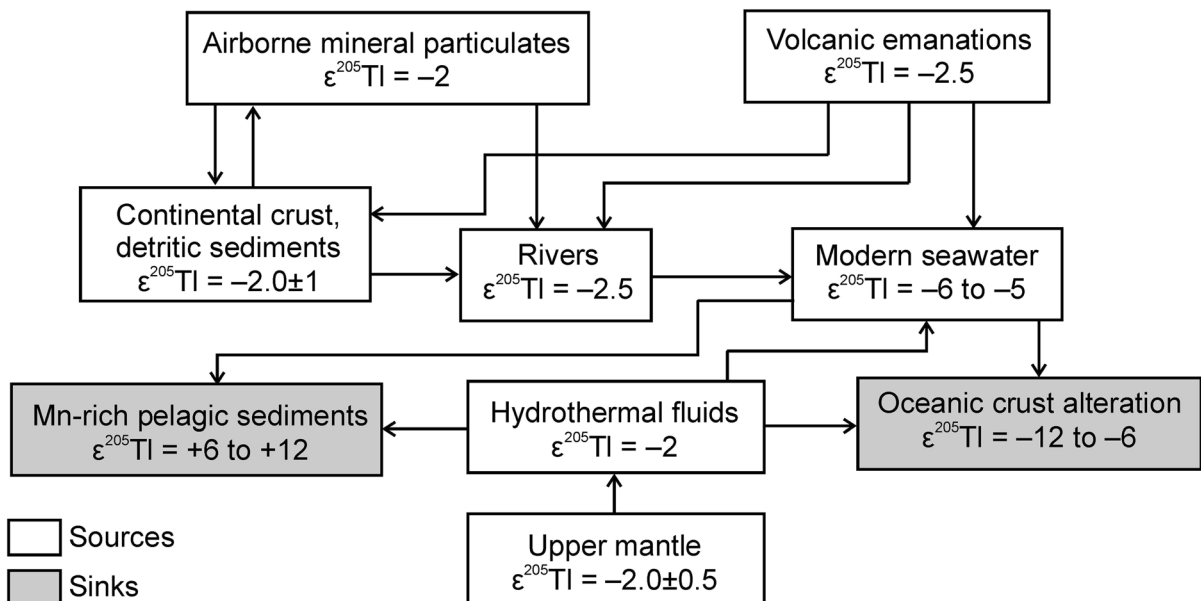 Airborne mineral particulates
ε²⁰⁵Tl = –2
Volcanic emanations
ε²⁰⁵Tl = –2.5
Continental crust,
detritic sediments
ε²⁰⁵Tl = –2.0±1
Rivers
ε²⁰⁵Tl = –2.5
Modern seawater
ε²⁰⁵Tl = –6 to –5
Mn-rich pelagic sediments
ε²⁰⁵Tl = +6 to +12
Hydrothermal fluids
ε²⁰⁵Tl = –2
Oceanic crust alteration
ε²⁰⁵Tl = –12 to –6
Upper mantle
ε²⁰⁵Tl = –2.0±0.5
Sources
Sinks